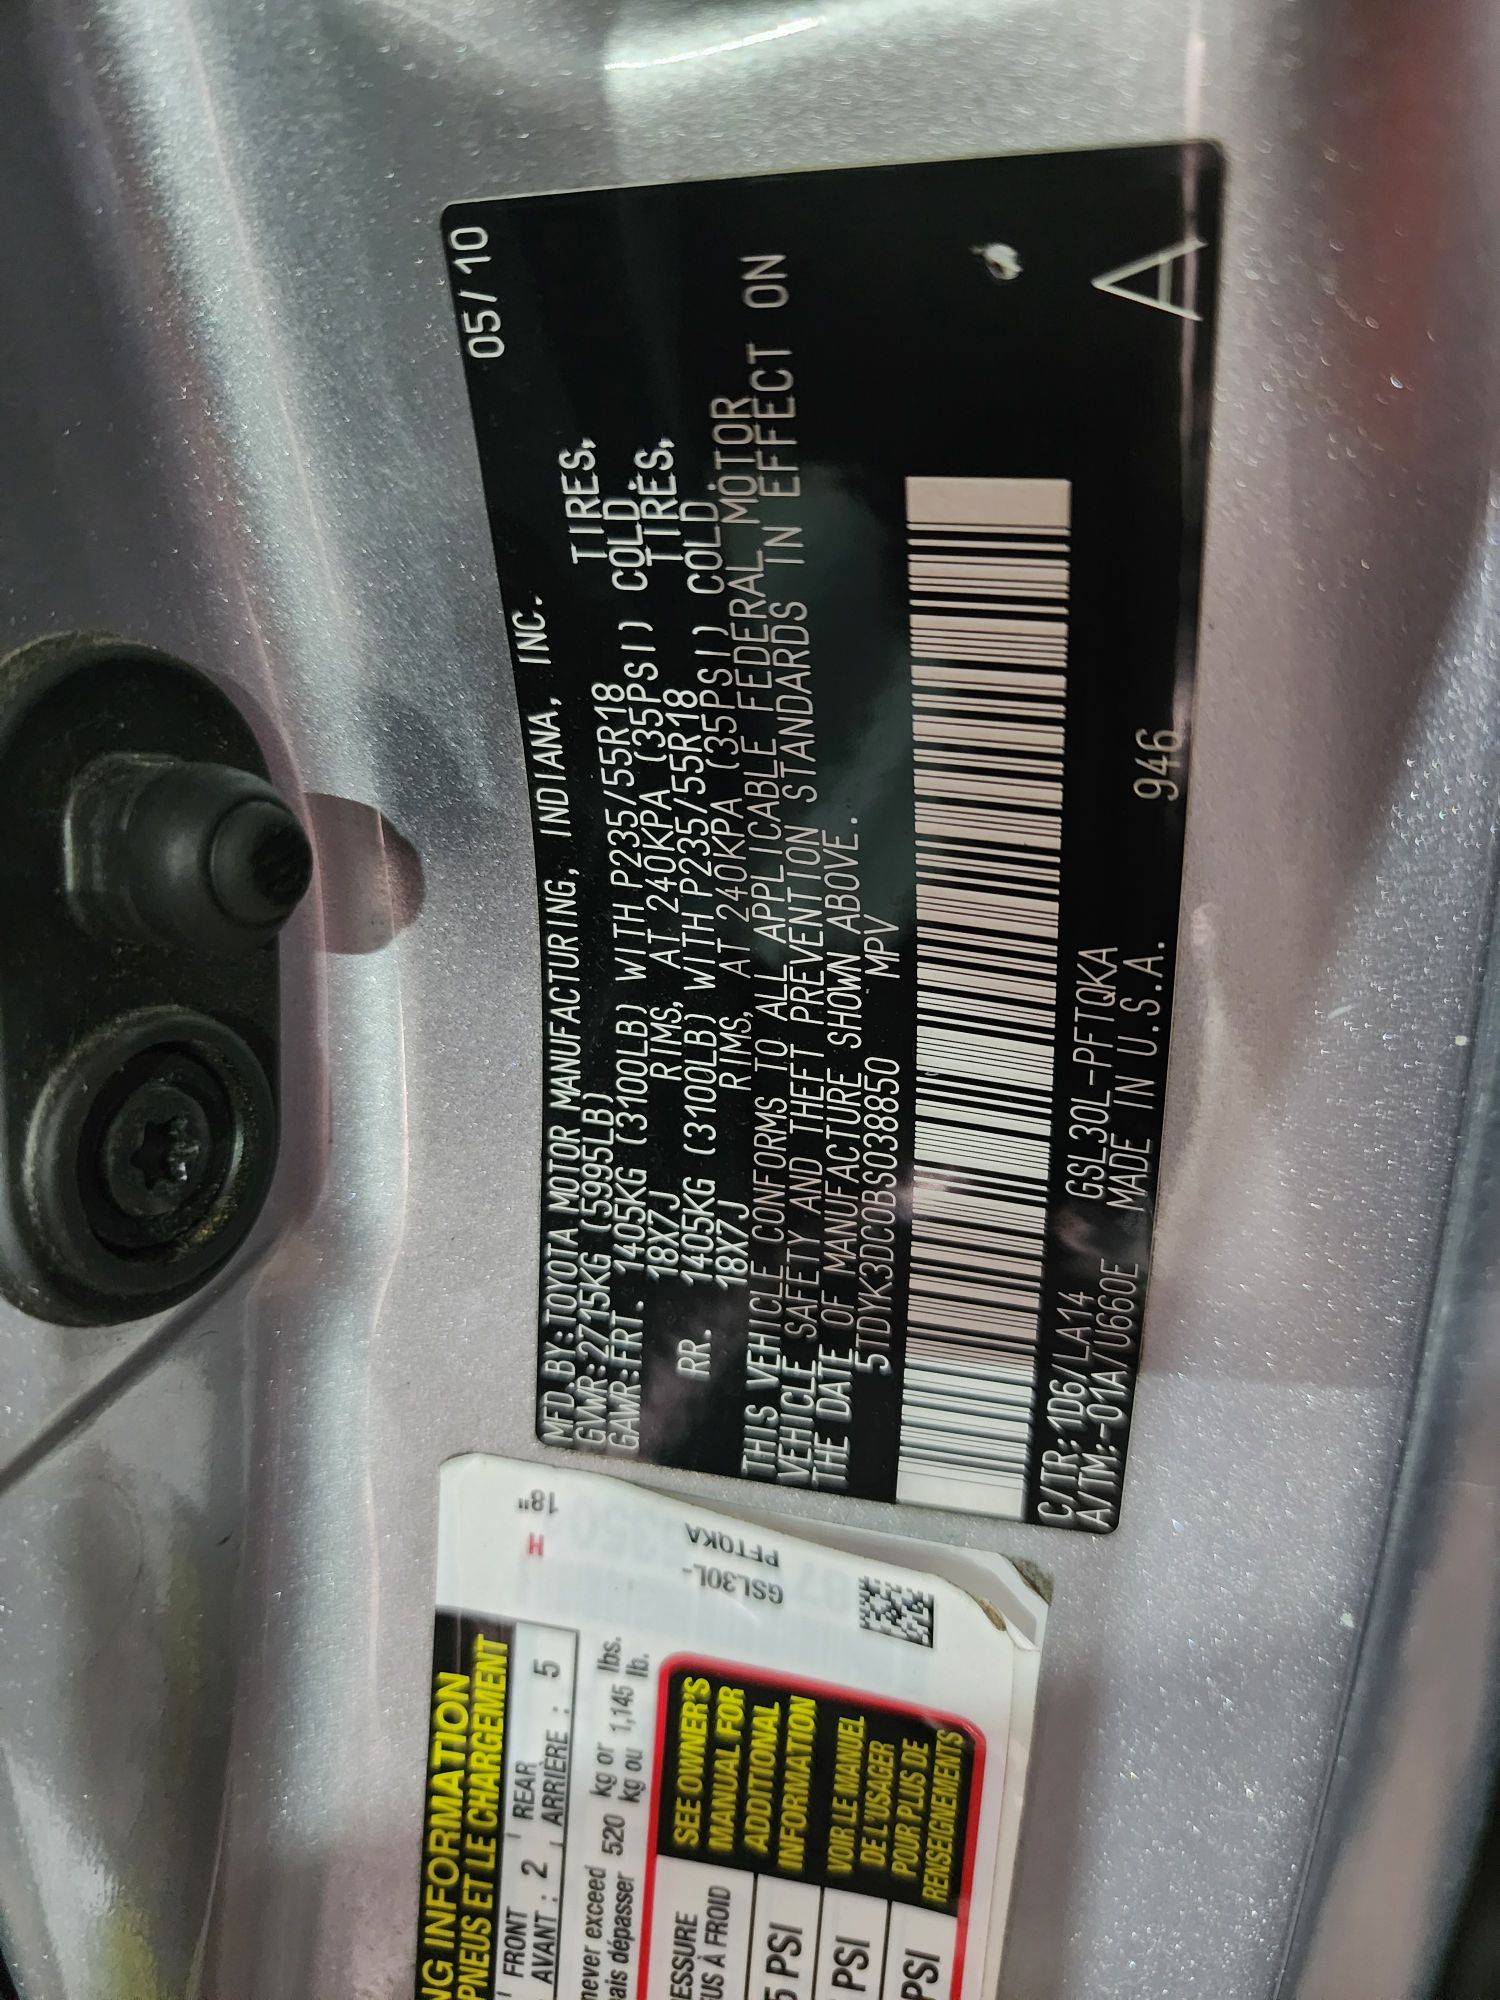 05/10
MFD.BY:TOYOTA MOTOR MANUFACTURING, INDIANA, INC.
GVWR:2715KG (5995LB)
GAWR:FRT. 1405KG (3100LB) WITH P235/55R18 TIRES,
18X7J RIMS, AT 240KPA (35PSI) COLD.
RR. 1405KG (3100LB) WITH P235/55R18 TIRES,
18X7J RIMS, AT 240KPA (35PSI) COLD.
THIS VEHICLE CONFORMS TO ALL APPLICABLE FEDERAL MOTOR
VEHICLE SAFETY AND THEFT PREVENTION STANDARDS IN EFFECT ON
THE DATE OF MANUFACTURE SHOWN ABOVE.
5TDYK3DC0BS038850 MPV
C/TR:1D6/LA14 GSL30L-PFTQKA
A/TM:-01A/U660E MADE IN U.S.A. 946
A
18"
H
GSL30L-
PFTQKA
INFORMATION
PNEUS ET LE CHARGEMENT
FRONT REAR
AVANT : 2 ARRIÈRE : 5
never exceed 520 kg or 1,145 lbs.
dépasser kg ou lb.
SEE OWNER'S
MANUAL FOR
ADDITIONAL
INFORMATION
VOIR LE MANUEL
DE L'USAGER
POUR PLUS DE
RENSEIGNEMENTS
À FROID
PSI
PSI
PSI